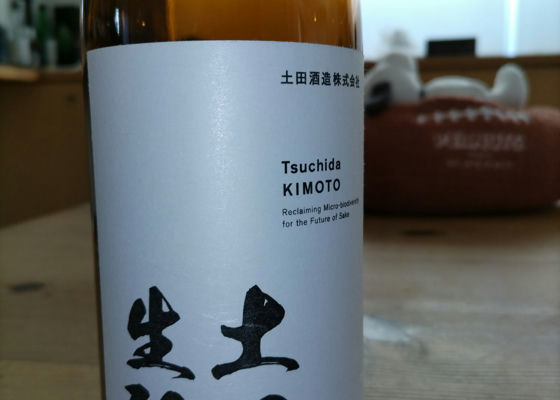 土田酒造株式会社
Tsuchida
KIMOTO
Reclaiming Micro-biodiversity
for the Future of Sake
土
生